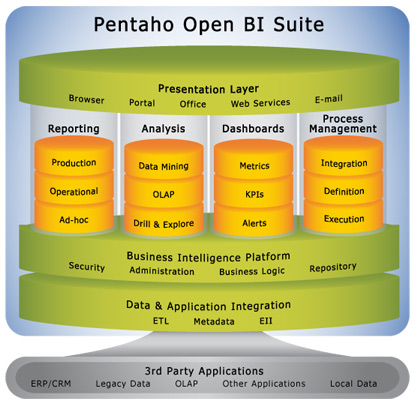 Pentaho Open BI Suite
Presentation Layer
Browser Portal Office Web Services E-mail
Reporting Analysis Dashboards Process Management
Production Data Mining Metrics Integration
Operational OLAP KPIs Definition
Ad-hoc Drill & Explore Alerts Execution
Business Intelligence Platform
Security Administration Business Logic Repository
Data & Application Integration
ETL Metadata EII
3rd Party Applications
ERP/CRM Legacy Data OLAP Other Applications Local Data